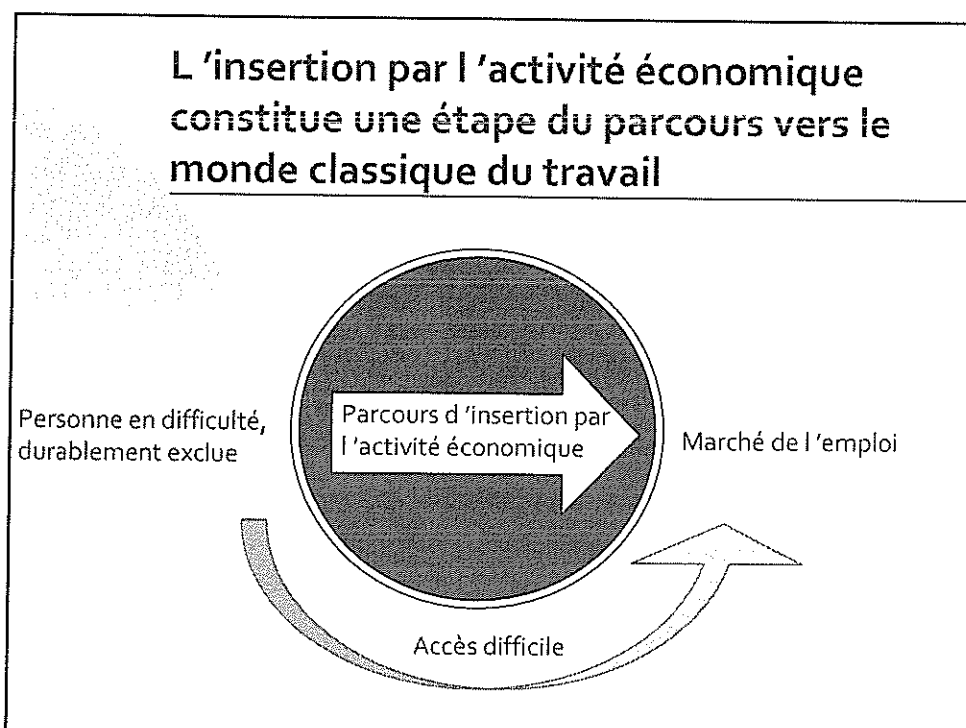 L 'insertion par l 'activité économique
constitue une étape du parcours vers le
monde classique du travail
Personne en difficulté,
durablement exclue
Parcours d 'insertion par
l 'activité économique
Marché de l 'emploi
Accès difficile